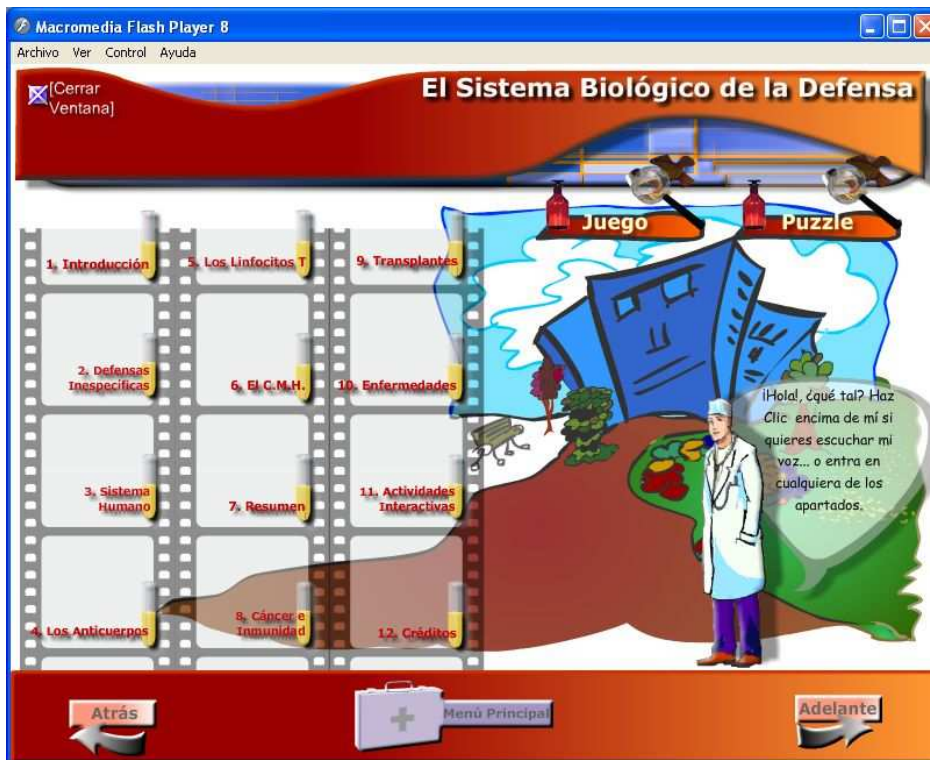 Macromedia Flash Player 8
Archivo Ver Control Ayuda
[Cerrar
Ventana]
El Sistema Biológico de la Defensa
Juego
Puzzle
1. Introducción
2. Defensas
Inespecíficas
3. Sistema
Humano
4. Los Anticuerpos
5. Los Linfocitos T
6. El C.M.H.
7. Resumen
8. Cáncer e
Inmunidad
9. Transplantes
10. Enfermedades
11. Actividades
Interactivas
12. Créditos
¡Hola!, ¿qué tal? Haz
Clic encima de mí si
quieres escuchar mi
voz... o entra en
cualquiera de los
apartados.
Atrás
Menú Principal
Adelante